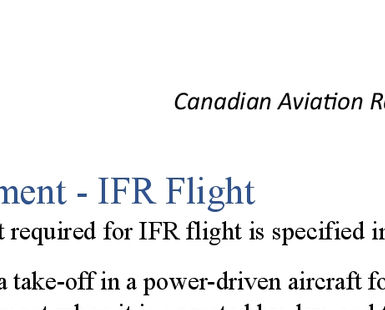 Canadian Aviation R
ment - IFR Flight
t required for IFR flight is specified in
a take-off in a power-driven aircraft fo